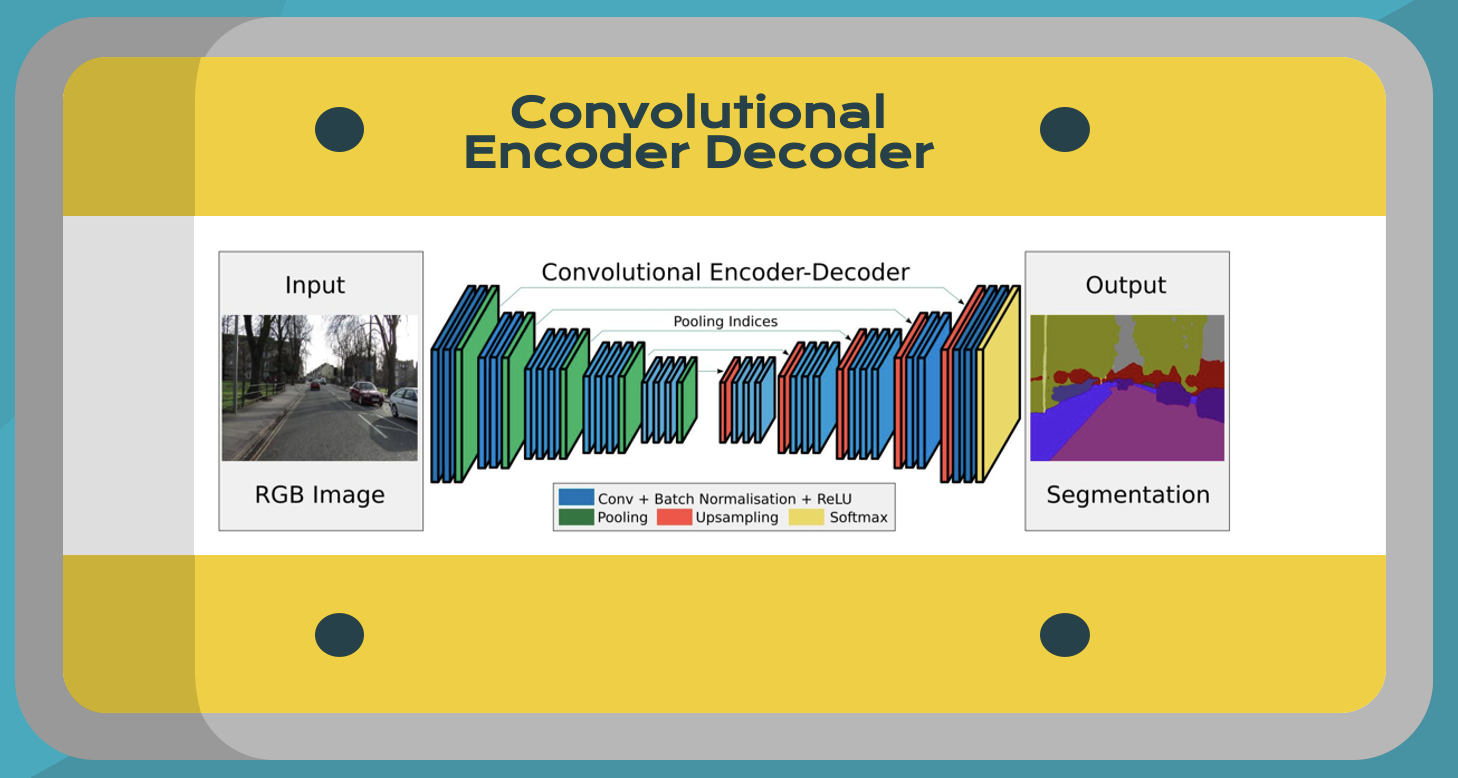 Convolutional
Encoder Decoder
Input
RGB Image
Convolutional Encoder-Decoder
Pooling Indices
Conv + Batch Normalisation + ReLU
Pooling Upsampling Softmax
Output
Segmentation